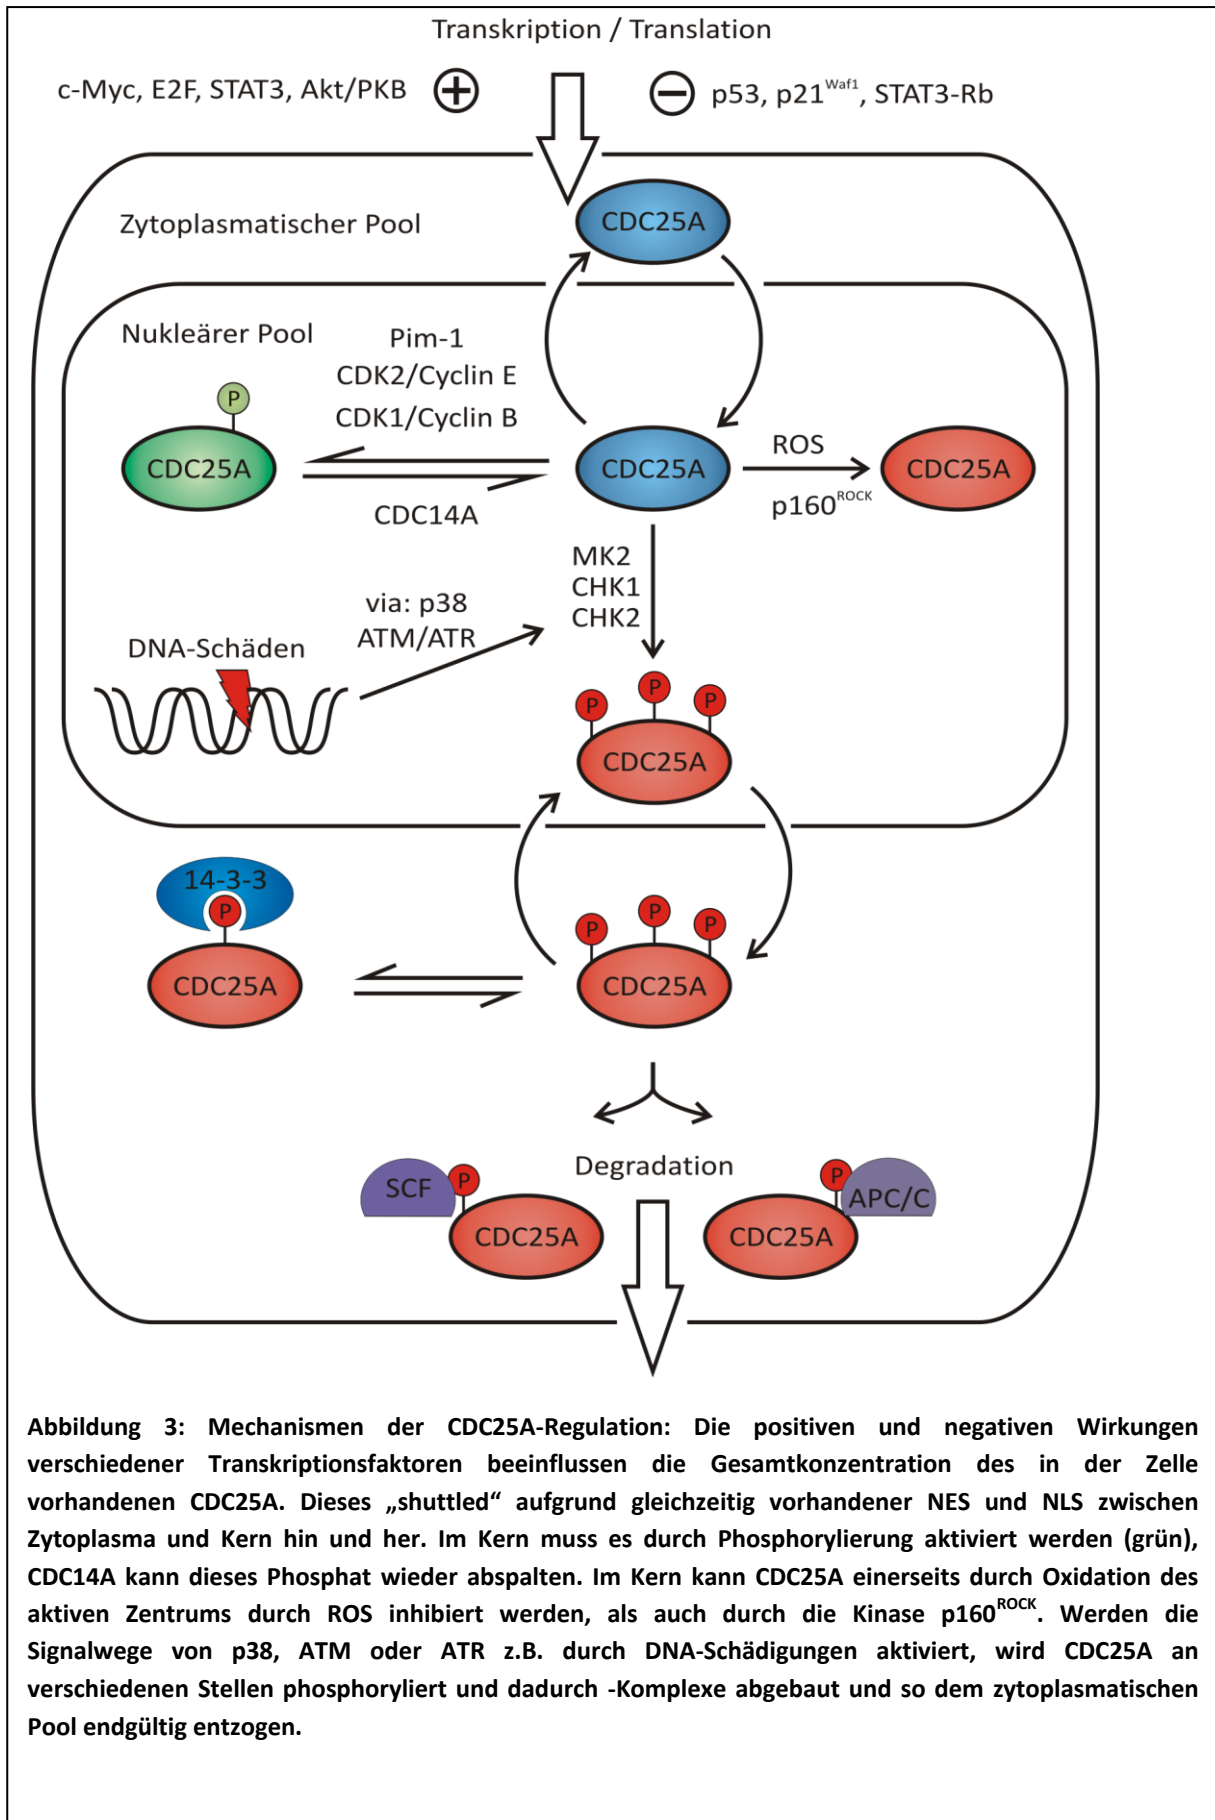 Transkription / Translation
c-Myc, E2F, STAT3, Akt/PKB + − p53, p21Waf1, STAT3-Rb
Zytoplasmatischer Pool
CDC25A
Nukleärer Pool
Pim-1
CDK2/Cyclin E
CDK1/Cyclin B
P
CDC25A
CDC25A
ROS
CDC25A
p160ROCK
CDC14A
MK2
CHK1
CHK2
via: p38
ATM/ATR
DNA-Schäden
P P P
CDC25A
14-3-3
P
CDC25A
P P P
CDC25A
Degradation
SCF P
CDC25A
P APC/C
CDC25A
Abbildung 3: Mechanismen der CDC25A-Regulation: Die positiven und negativen Wirkungen
verschiedener Transkriptionsfaktoren beeinflussen die Gesamtkonzentration des in der Zelle
vorhandenen CDC25A. Dieses „shuttled“ aufgrund gleichzeitig vorhandener NES und NLS zwischen
Zytoplasma und Kern hin und her. Im Kern muss es durch Phosphorylierung aktiviert werden (grün),
CDC14A kann dieses Phosphat wieder abspalten. Im Kern kann CDC25A einerseits durch Oxidation des
aktiven Zentrums durch ROS inhibiert werden, als auch durch die Kinase p160ROCK. Werden die
Signalwege von p38, ATM oder ATR z.B. durch DNA-Schädigungen aktiviert, wird CDC25A an
verschiedenen Stellen phosphoryliert und dadurch -Komplexe abgebaut und so dem zytoplasmatischen
Pool endgültig entzogen.